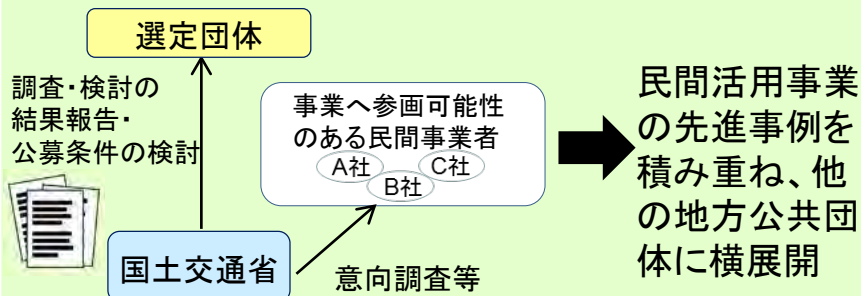 選定団体
調査・検討の
結果報告・
公募条件の検討
事業へ参画可能性
のある民間事業者
A社
C社
B社
国土交通省
意向調査等
民間活用事業
の先進事例を
積み重ね、他
の地方公共団
体に横展開